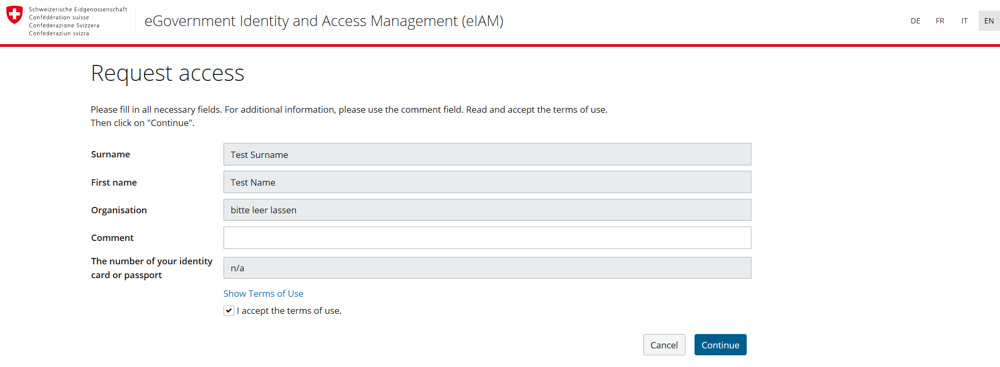 Schweizerische Eidgenossenschaft
Confédération suisse
Confederazione Svizzera
Confederaziun svizra
eGovernment Identity and Access Management (eIAM)
DE FR IT EN
Request access
Please fill in all necessary fields. For additional information, please use the comment field. Read and accept the terms of use.
Then click on "Continue".
Surname Test Surname
First name Test Name
Organisation bitte leer lassen
Comment
The number of your identity
card or passport
n/a
Show Terms of Use
I accept the terms of use.
Cancel Continue